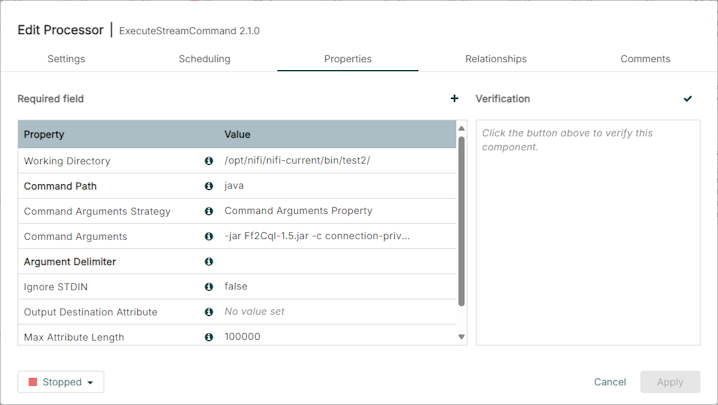 Edit Processor | ExecuteStreamCommand 2.1.0
Settings Scheduling Properties Relationships Comments
Required field
Verification
Property Value
Working Directory /opt/nifi/nifi-current/bin/test2/
Command Path java
Command Arguments Strategy Command Arguments Property
Command Arguments -jar Ff2Cql-1.5.jar -c connection-priv...
Argument Delimiter
Ignore STDIN false
Output Destination Attribute No value set
Max Attribute Length 100000
Click the button above to verify this
component.
Stopped
Cancel Apply